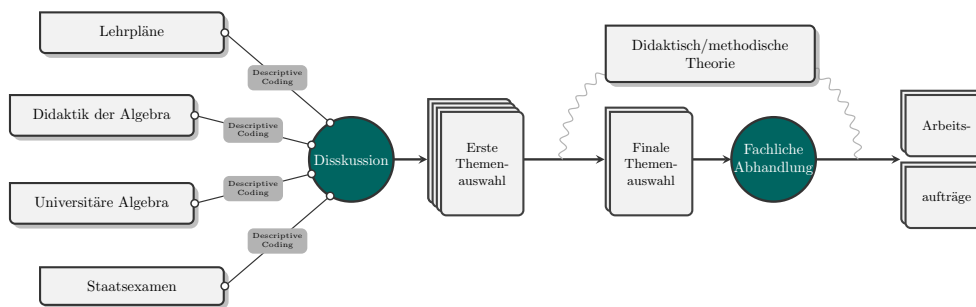 Lehrpläne
Descriptive
Coding
Didaktik der Algebra
Descriptive
Coding
Universitäre Algebra
Descriptive
Coding
Staatsexamen
Descriptive
Coding
Disskussion
Erste
Themen-
auswahl
Didaktisch/methodische
Theorie
Finale
Themen-
auswahl
Fachliche
Abhandlung
Arbeits-
aufträge